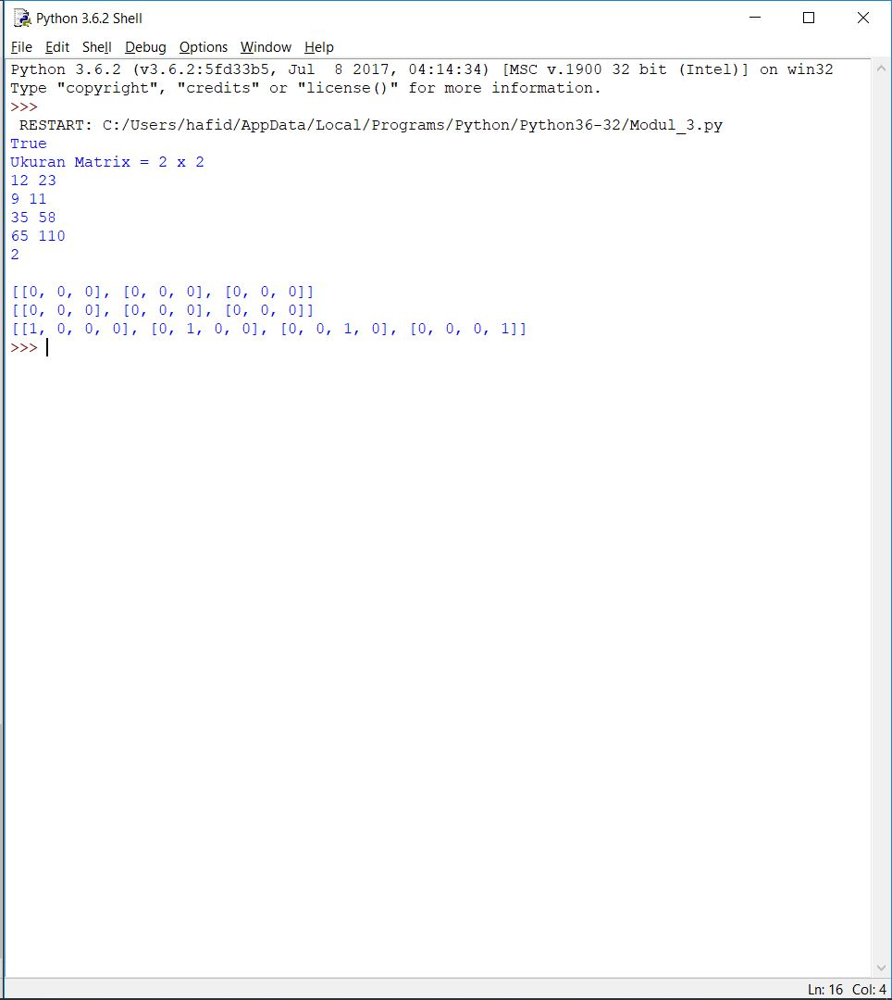 Python 3.6.2 Shell
File Edit Shell Debug Options Window Help
Python 3.6.2 (v3.6.2:5fd33b5, Jul  8 2017, 04:14:34) [MSC v.1900 32 bit (Intel)] on win32
Type "copyright", "credits" or "license()" for more information.
>>>
 RESTART: C:/Users/hafid/AppData/Local/Programs/Python/Python36-32/Modul_3.py
True
Ukuran Matrix = 2 x 2
12 23
9 11
35 58
65 110
2
[[0, 0, 0], [0, 0, 0], [0, 0, 0]]
[[0, 0, 0], [0, 0, 0], [0, 0, 0]]
[[1, 0, 0, 0], [0, 1, 0, 0], [0, 0, 1, 0], [0, 0, 0, 1]]
>>>
Ln: 16 Col: 4